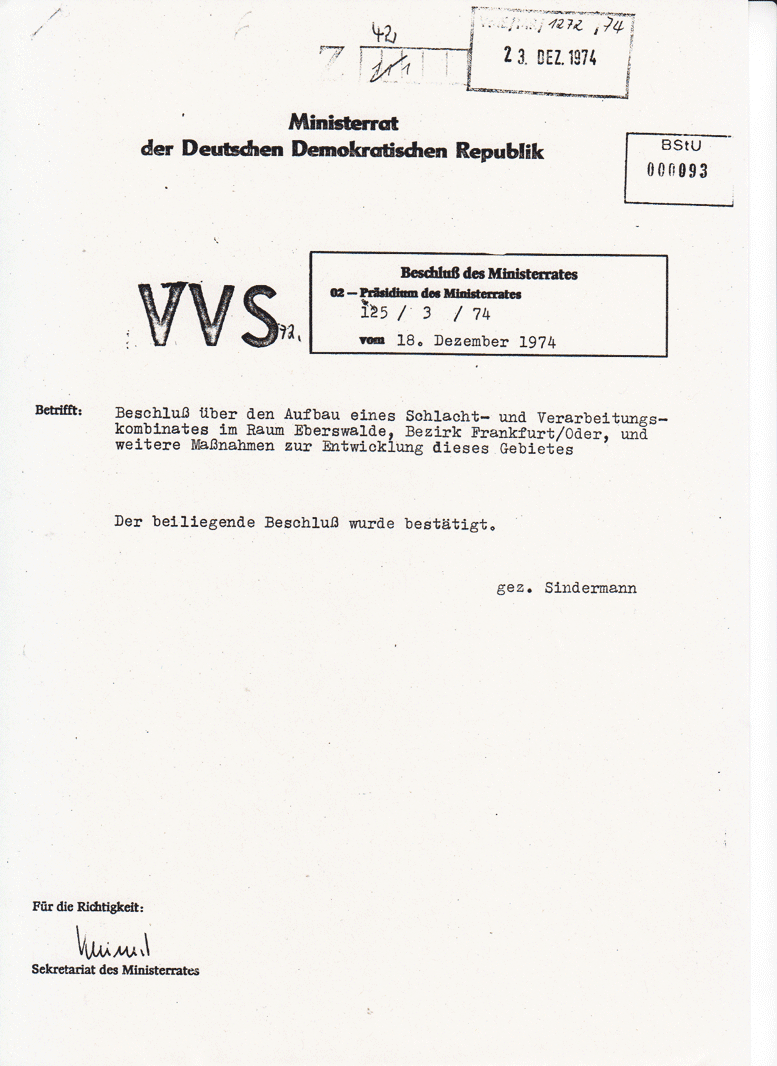 42,
1272 , 74
23. DEZ. 1974
Ministerrat
der Deutschen Demokratischen Republik
BStU
000093
VVS 72.
Beschluß des Ministerrates
02 — Präsidium des Ministerrates
125 / 3 / 74
vom 18. Dezember 1974
Betrifft: Beschluß über den Aufbau eines Schlacht- und Verarbeitungs-
kombinates im Raum Eberswalde, Bezirk Frankfurt/Oder, und
weitere Maßnahmen zur Entwicklung dieses Gebietes
Der beiliegende Beschluß wurde bestätigt.
gez. Sindermann
Für die Richtigkeit:
Sekretariat des Ministerrates